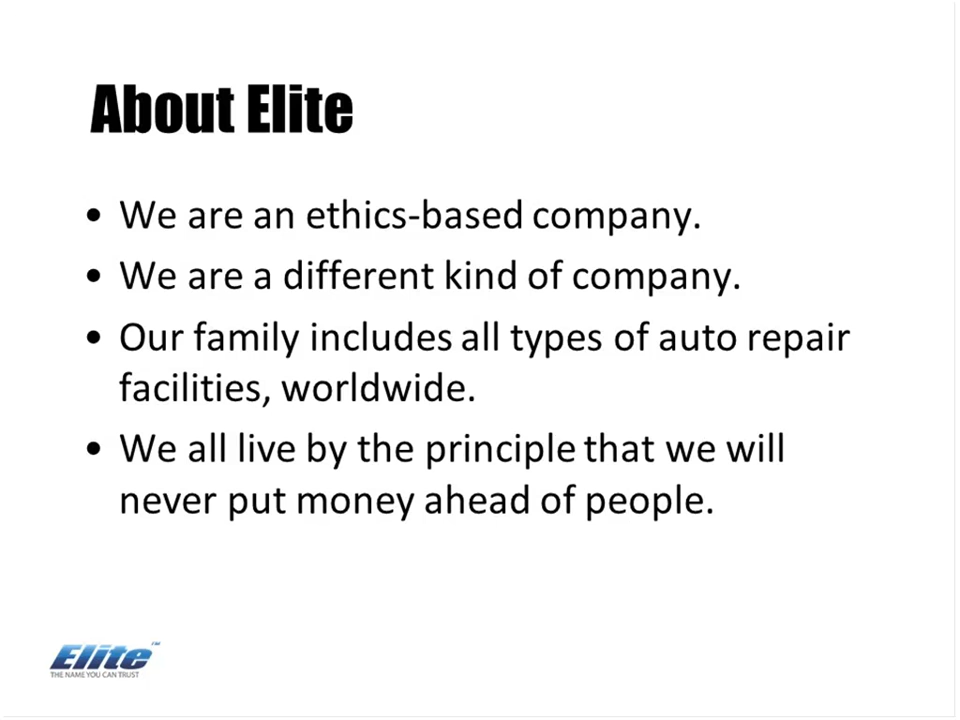 About Elite
• We are an ethics-based company.
• We are a different kind of company.
• Our family includes all types of auto repair
facilities, worldwide.
• We all live by the principle that we will
never put money ahead of people.
Elite™
THE NAME YOU CAN TRUST